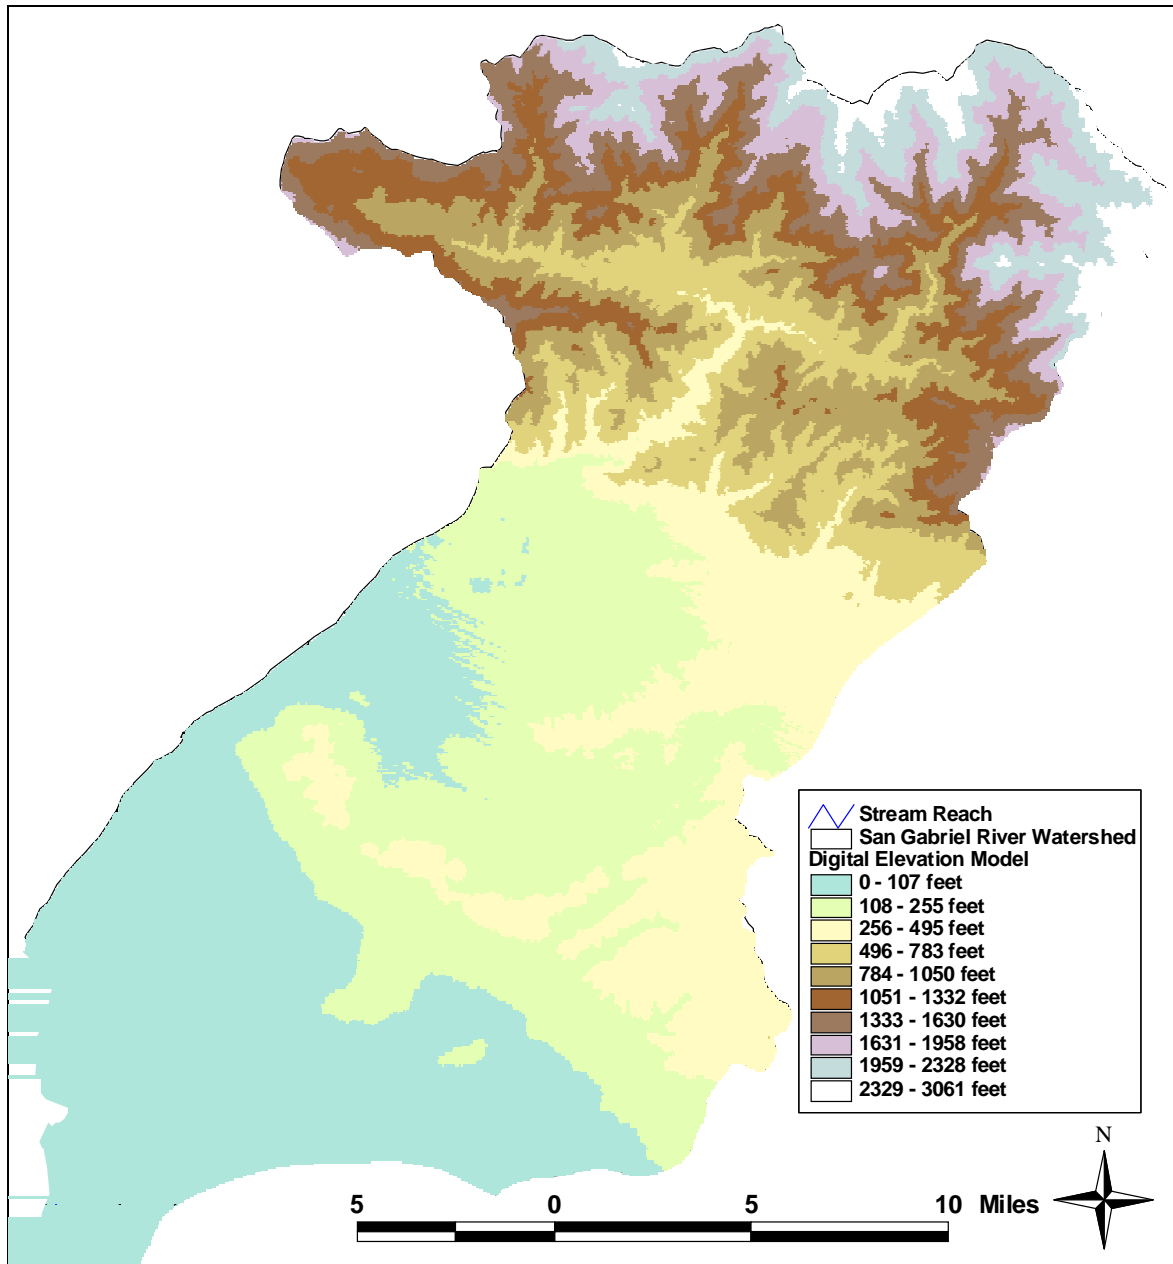 Stream Reach
San Gabriel River Watershed
Digital Elevation Model
0 - 107 feet
108 - 255 feet
256 - 495 feet
496 - 783 feet
784 - 1050 feet
1051 - 1332 feet
1333 - 1630 feet
1631 - 1958 feet
1959 - 2328 feet
2329 - 3061 feet
N
5 0 5 10 Miles